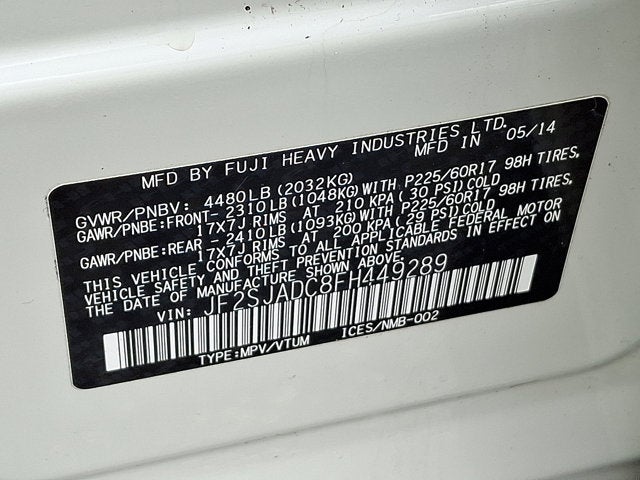 MFD BY FUJI HEAVY INDUSTRIES LTD.
MFD IN 05/14
GVWR/PNBV: 4480LB (2032KG)
GAWR/PNBE:FRONT- 2310LB (1048KG)WITH P225/60R17 98H TIRES,
17X7J RIMS AT 210 KPA ( 30 PSI)COLD
GAWR/PNBE:REAR - 2410LB (1093KG)WITH P225/60R17 98H TIRES,
17X7J RIMS AT 200 KPA ( 29 PSI)COLD
THIS VEHICLE CONFORMS TO ALL APPLICABLE FEDERAL MOTOR
VEHICLE SAFETY AND THEFT PREVENTION STANDARDS IN EFFECT ON
THE DATE OF MANUFACTURE SHOWN ABOVE.
VIN: JF2SJADC8FH449289
TYPE:MPV/VTUM ICES/NMB-002